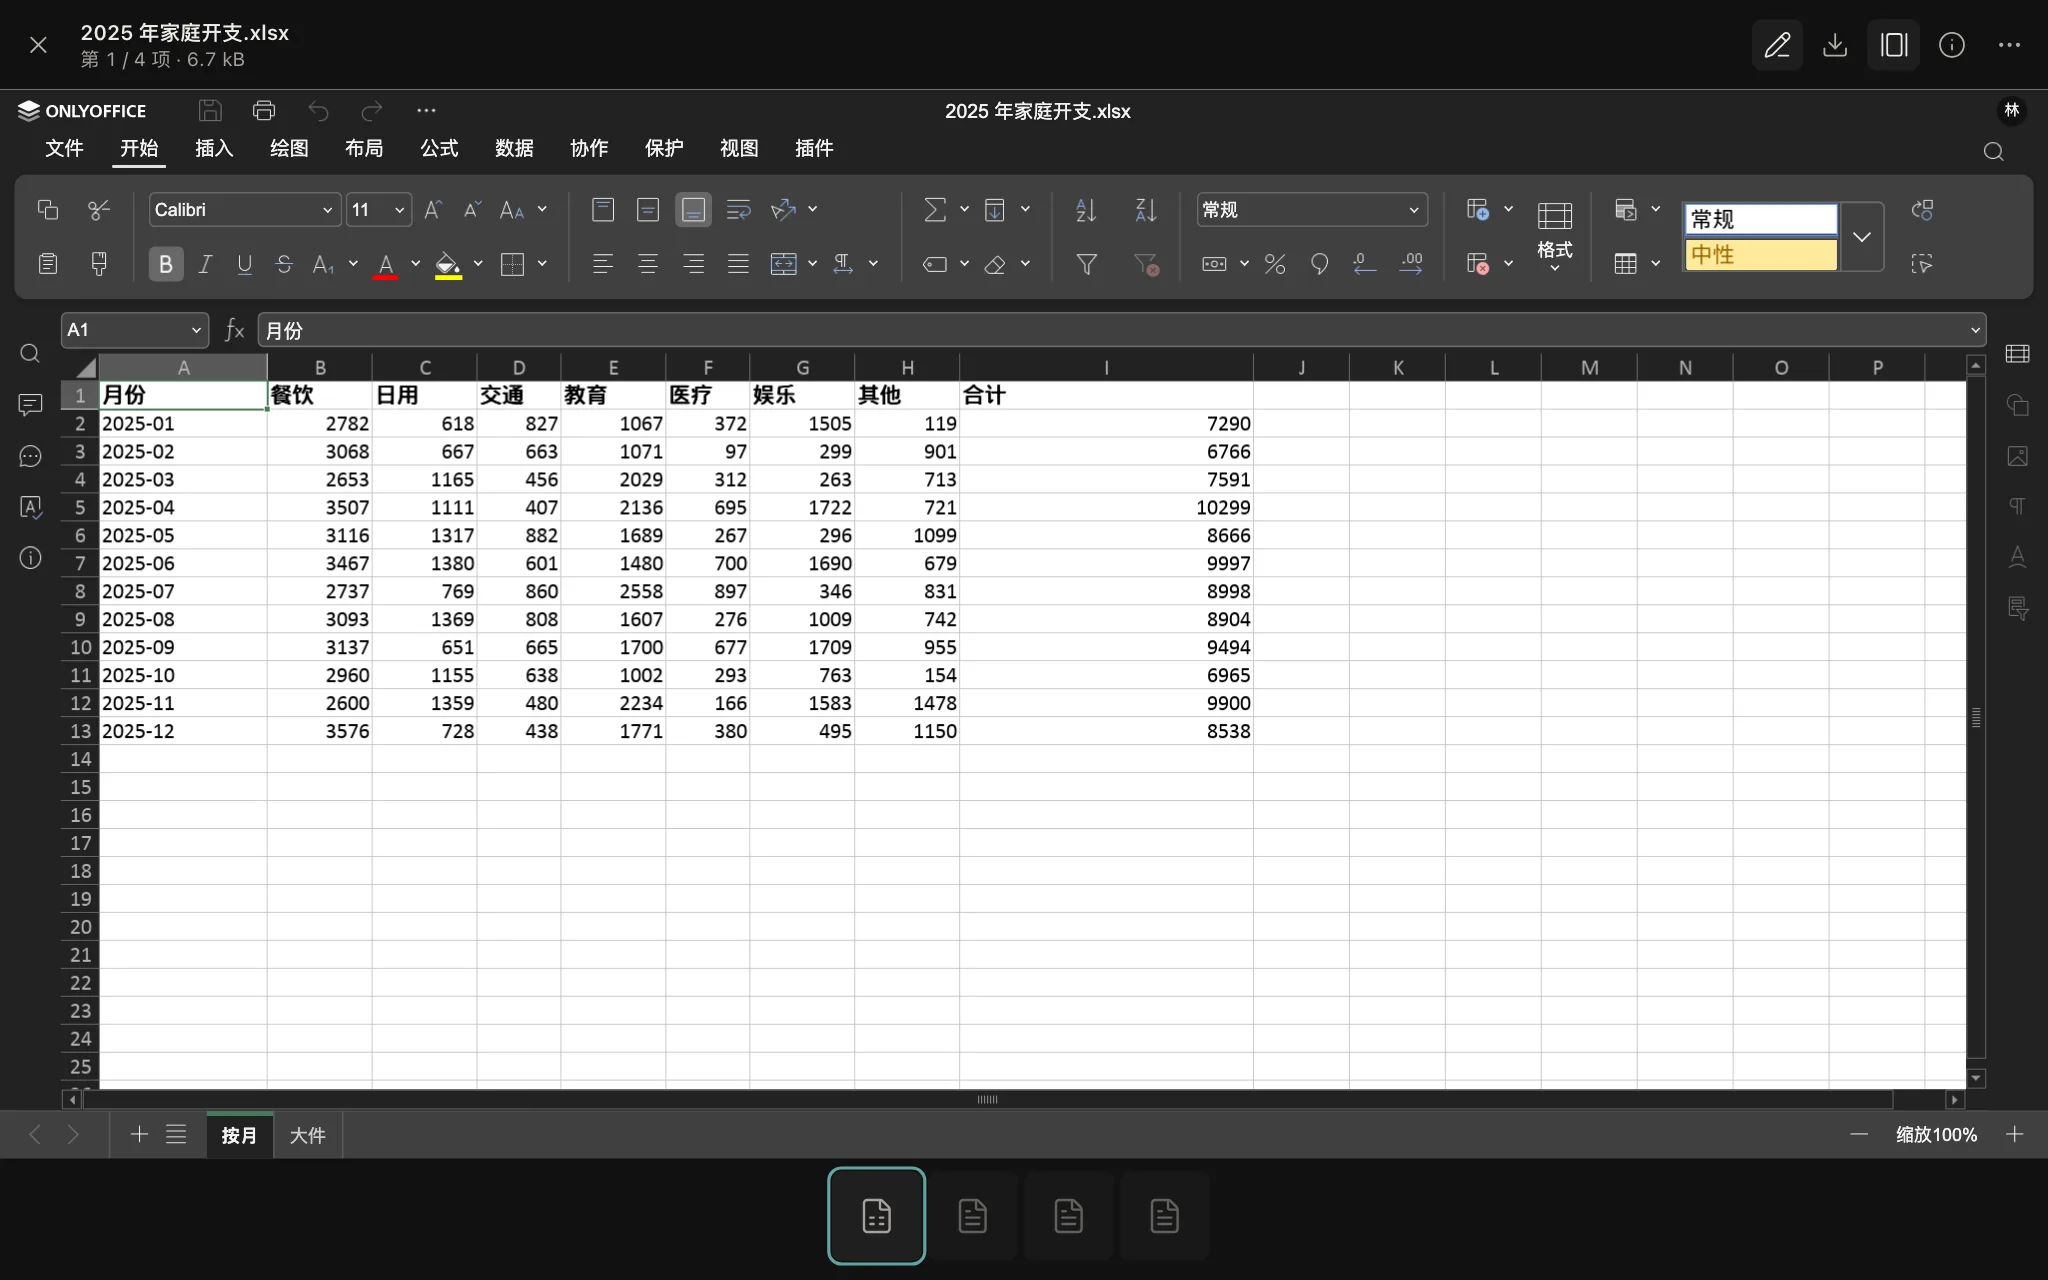 2025 年家庭开支.xlsx
第 1 / 4 项 · 6.7 kB
ONLYOFFICE
2025 年家庭开支.xlsx
林
文件 开始 插入 绘图 布局 公式 数据 协作 保护 视图 插件
Calibri 11 常规 格式 常规
中性
A1 fx 月份
A B C D E F G H I J K L M N O P
1 月份 餐饮 日用 交通 教育 医疗 娱乐 其他 合计
2 2025-01 2782 618 827 1067 372 1505 119 7290
3 2025-02 3068 667 663 1071 97 299 901 6766
4 2025-03 2653 1165 456 2029 312 263 713 7591
5 2025-04 3507 1111 407 2136 695 1722 721 10299
6 2025-05 3116 1317 882 1689 267 296 1099 8666
7 2025-06 3467 1380 601 1480 700 1690 679 9997
8 2025-07 2737 769 860 2558 897 346 831 8998
9 2025-08 3093 1369 808 1607 276 1009 742 8904
10 2025-09 3137 651 665 1700 677 1709 955 9494
11 2025-10 2960 1155 638 1002 293 763 154 6965
12 2025-11 2600 1359 480 2234 166 1583 1478 9900
13 2025-12 3576 728 438 1771 380 495 1150 8538
14
15
16
17
18
19
20
21
22
23
24
25
按月 大件 缩放100%